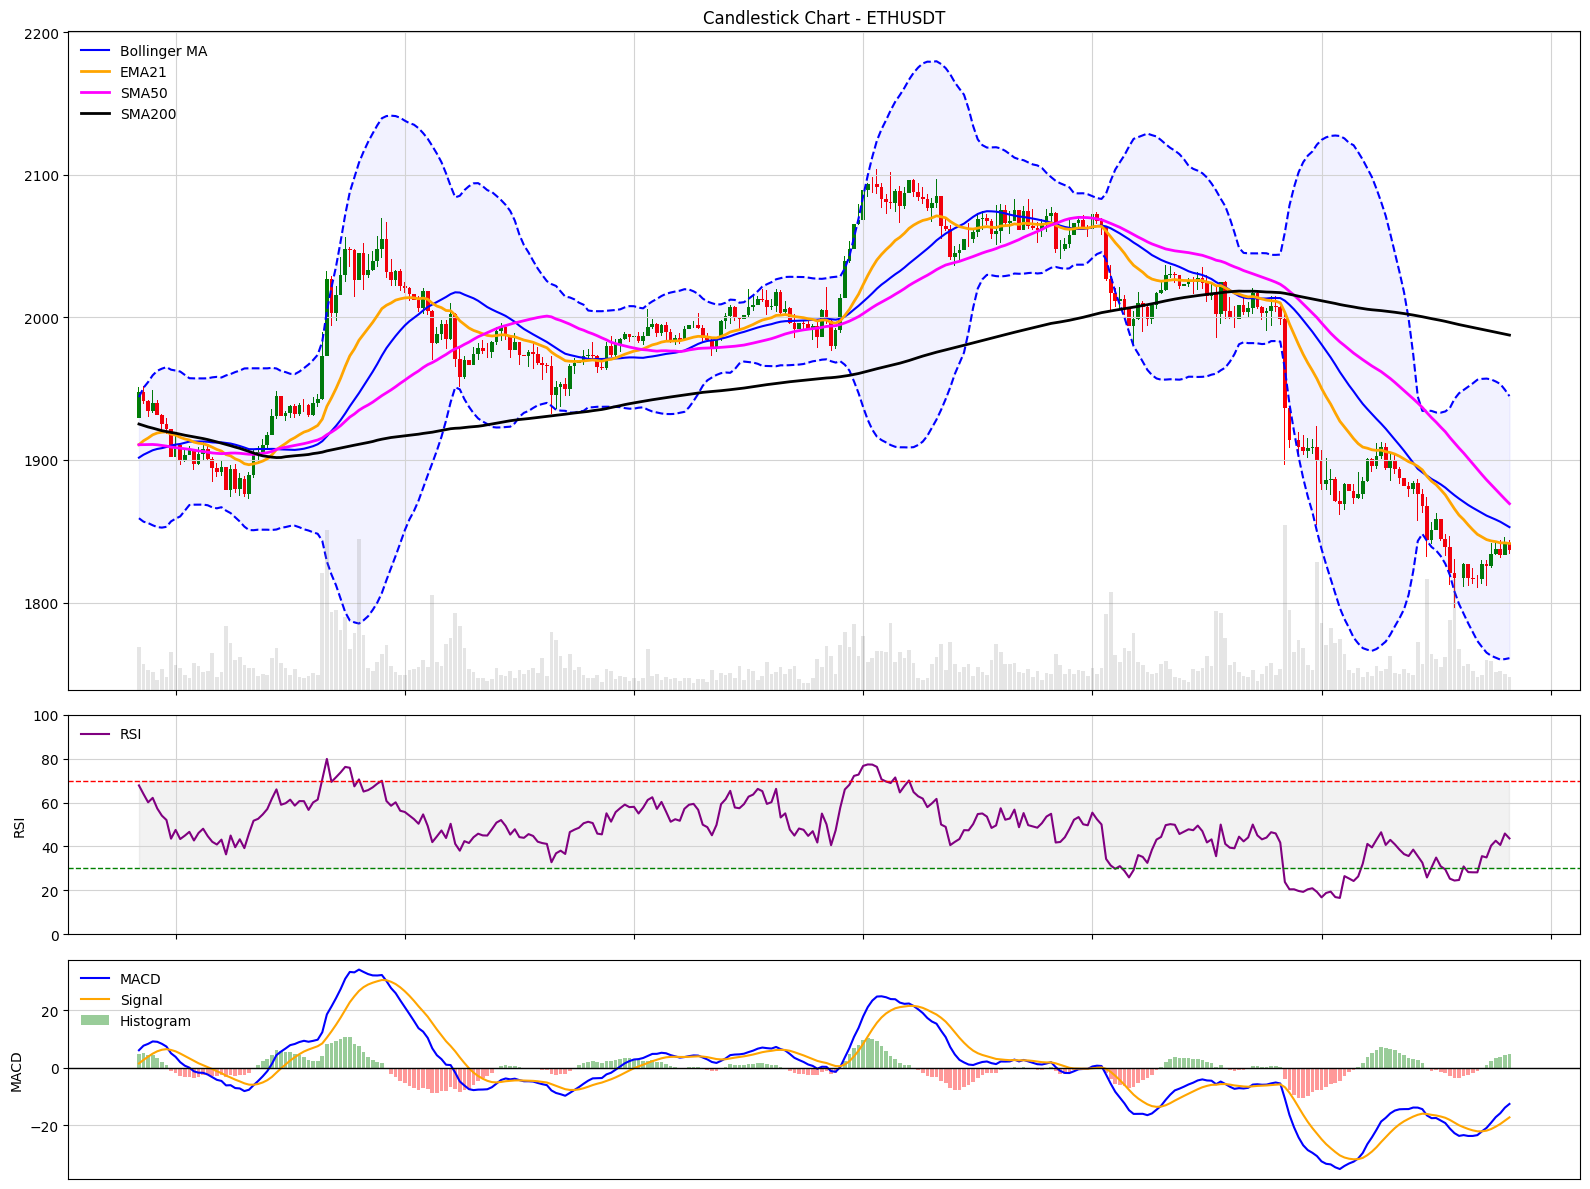 Candlestick Chart - ETHUSDT
2200
2100
2000
1900
1800
Bollinger MA
EMA21
SMA50
SMA200
100
80
60
40
20
0
RSI
RSI
20
0
−20
MACD
MACD
Signal
Histogram